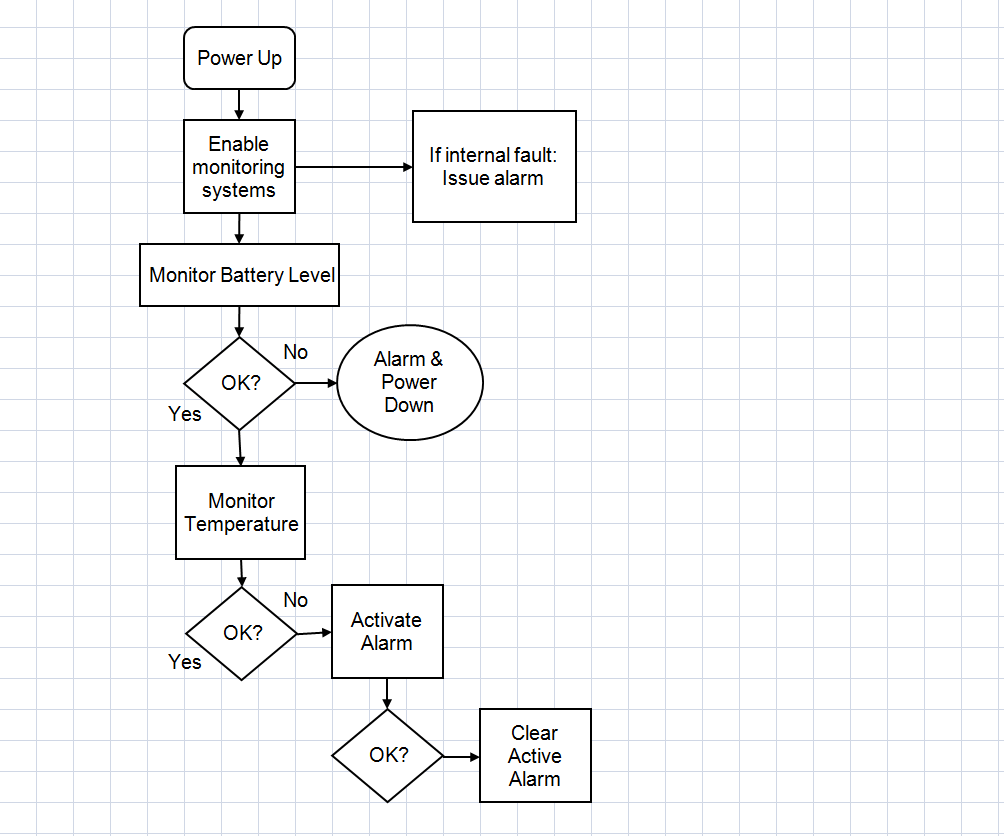 Power Up
Enable
monitoring
systems
If internal fault:
Issue alarm
Monitor Battery Level
OK?
No
Yes
Alarm &
Power
Down
Monitor
Temperature
OK?
No
Yes
Activate
Alarm
OK?
Clear
Active
Alarm